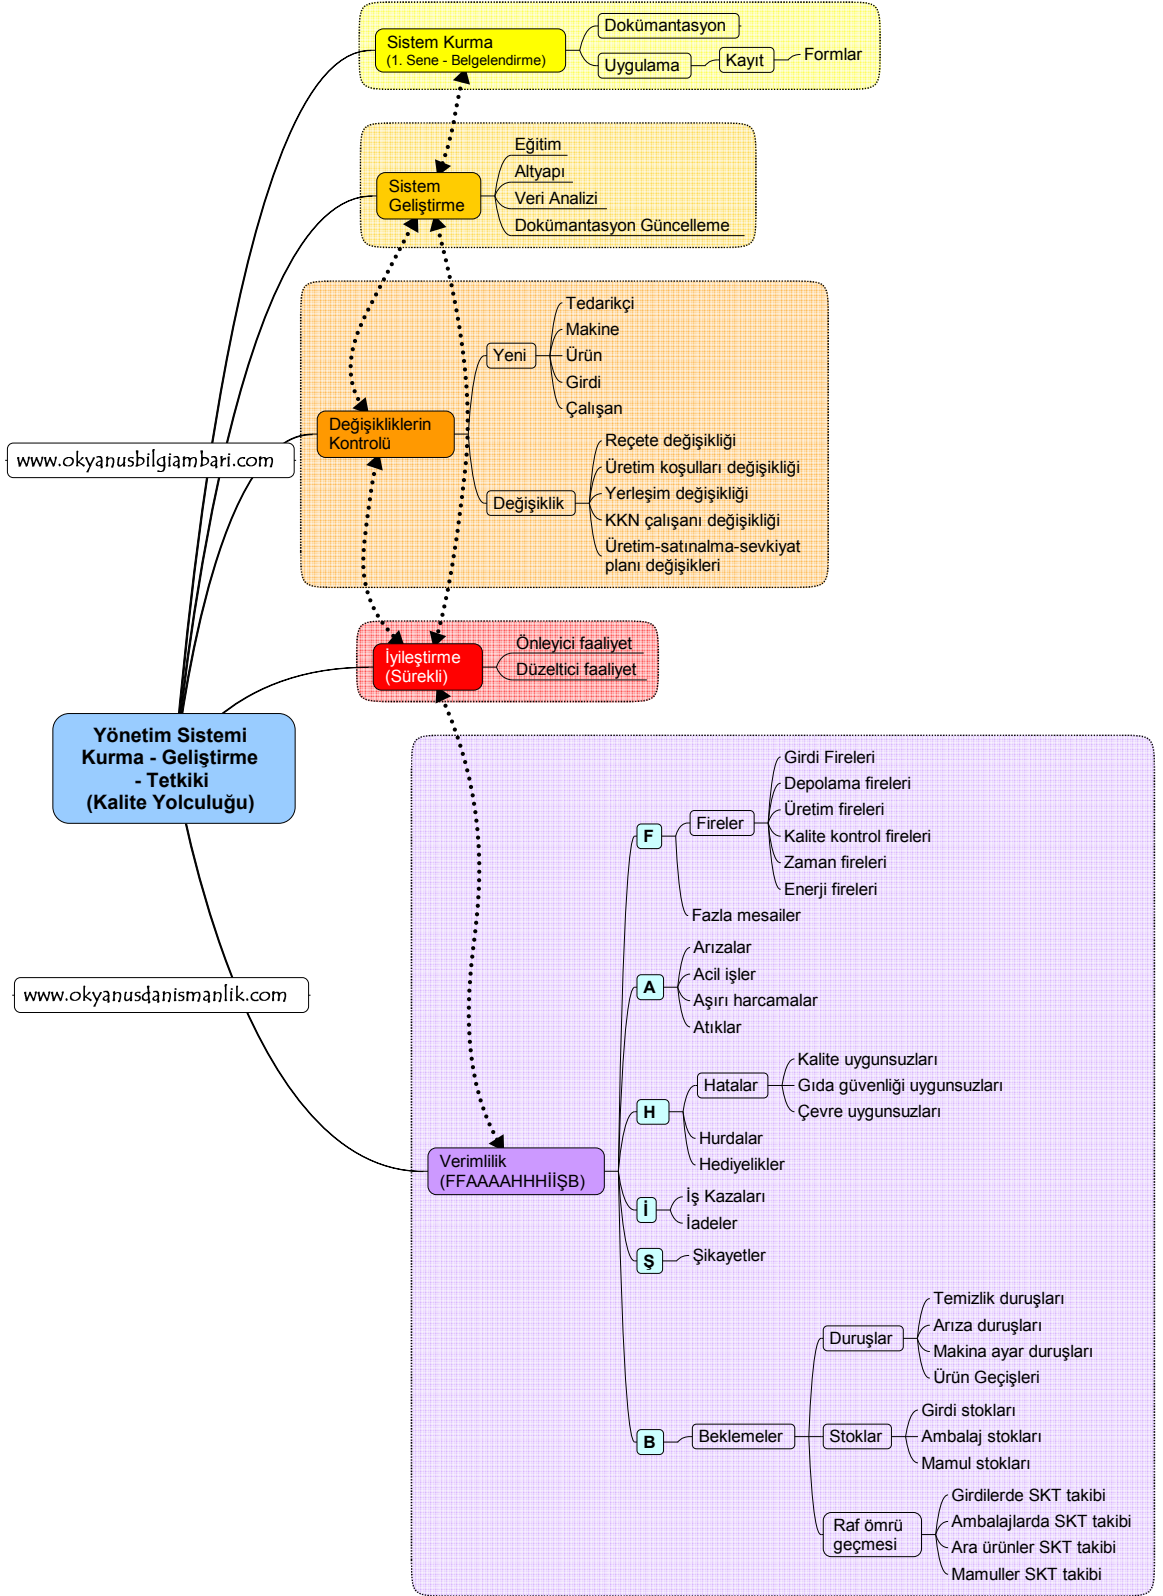 Sistem Kurma
(1. Sene - Belgelendirme)
Dokümantasyon
Uygulama
Kayıt
Formlar
Sistem
Geliştirme
Eğitim
Altyapı
Veri Analizi
Dokümantasyon Güncelleme
Değişikliklerin
Kontrolü
Yeni
Tedarikçi
Makine
Ürün
Girdi
Çalışan
Değişiklik
Reçete değişikliği
Üretim koşulları değişikliği
Yerleşim değişikliği
KKN çalışanı değişikliği
Üretim-satınalma-sevkiyat
planı değişikleri
www.okyanusbilgiambari.com
İyileştirme
(Sürekli)
Önleyici faaliyet
Düzeltici faaliyet
Yönetim Sistemi
Kurma - Geliştirme
- Tetkiki
(Kalite Yolculuğu)
www.okyanusdanismanlik.com
Verimlilik
(FFAAAAHHHİİŞB)
F
Fireler
Girdi Fireleri
Depolama fireleri
Üretim fireleri
Kalite kontrol fireleri
Zaman fireleri
Enerji fireleri
Fazla mesailer
A
Arızalar
Acil işler
Aşırı harcamalar
Atıklar
H
Hatalar
Kalite uygunsuzları
Gıda güvenliği uygunsuzları
Çevre uygunsuzları
Hurdalar
Hediyelikler
İ
İş Kazaları
İadeler
Ş
Şikayetler
B
Beklemeler
Duruşlar
Temizlik duruşları
Arıza duruşları
Makina ayar duruşları
Ürün Geçişleri
Stoklar
Girdi stokları
Ambalaj stokları
Mamul stokları
Raf ömrü
geçmesi
Girdilerde SKT takibi
Ambalajlarda SKT takibi
Ara ürünler SKT takibi
Mamuller SKT takibi